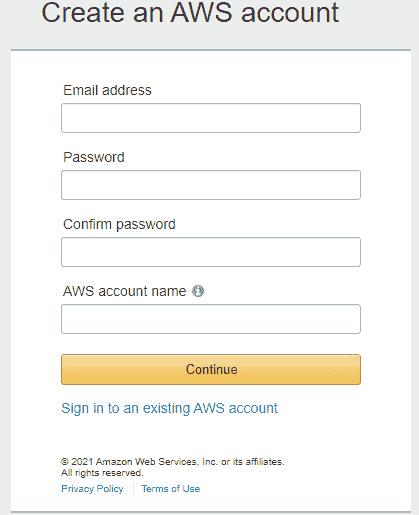 Create an AWS account
Email address
Password
Confirm password
AWS account name
Continue
Sign in to an existing AWS account
© 2021 Amazon Web Services, Inc. or its affiliates.
All rights reserved.
Privacy Policy | Terms of Use